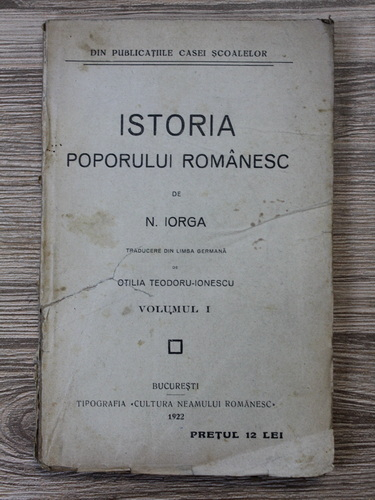 DIN PUBLICAȚIILE CASEI ȘCOALELOR
ISTORIA
POPORULUI ROMÂNESC
DE
N. IORGA
TRADUCERE DIN LIMBA GERMANĂ
DE
OTILIA TEODORU-IONESCU
VOLUMUL I
BUCUREȘTI
TIPOGRAFIA «CULTURA NEAMULUI ROMÂNESC»
1922
PREȚUL 12 LEI